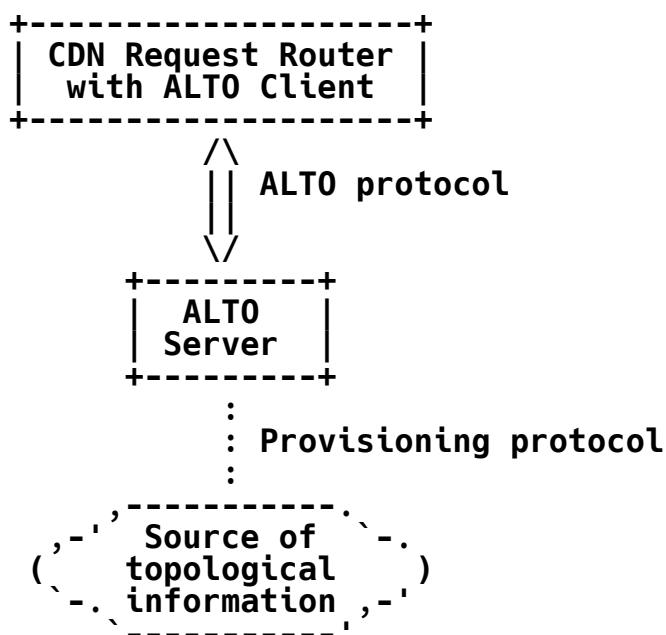 CDN Request Router
with ALTO Client
ALTO protocol
ALTO
Server
Provisioning protocol
Source of
topological
information